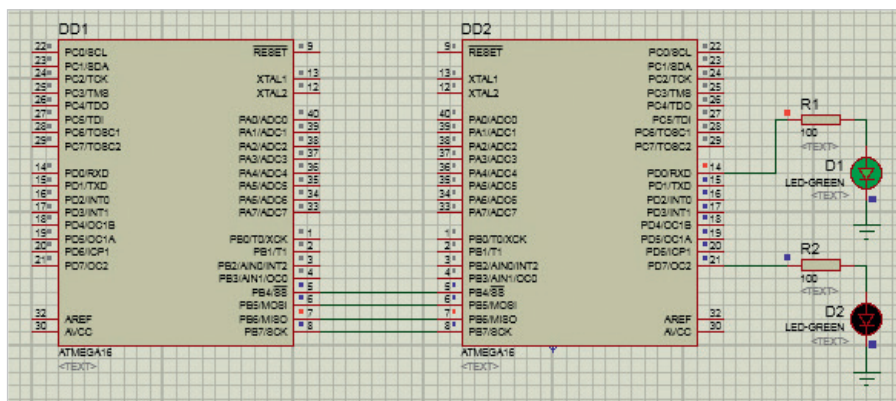 DD1
22 PC0/SCL RESET 9
23 PC1/SDA
24 PC2/TCK XTAL1 13
25 PC3/TMS XTAL2 12
26 PC4/TDO
27 PC5/TDI PA0/ADC0 40
28 PC6/TOSC1 PA1/ADC1 39
29 PC7/TOSC2 PA2/ADC2 38
PA3/ADC3 37
14 PD0/RXD PA4/ADC4 36
15 PD1/TXD PA5/ADC5 35
16 PD2/INT0 PA6/ADC6 34
17 PD3/INT1 PA7/ADC7 33
18 PD4/OC1B
19 PD5/OC1A PB0/T0/XCK 1
20 PD6/ICP1 PB1/T1 2
21 PD7/OC2 PB2/AIN0/INT2 3
PB3/AIN1/OC0 4
PB4/SS 5
PB5/MOSI 6
32 AREF PB6/MISO 7
30 AVCC PB7/SCK 8
ATMEGA16
<TEXT>
DD2
9 RESET PC0/SCL 22
PC1/SDA 23
13 XTAL1 PC2/TCK 24
12 XTAL2 PC3/TMS 25
PC4/TDO 26
40 PA0/ADC0 PC5/TDI 27
39 PA1/ADC1 PC6/TOSC1 28
38 PA2/ADC2 PC7/TOSC2 29
37 PA3/ADC3
36 PA4/ADC4 PD0/RXD 14
35 PA5/ADC5 PD1/TXD 15
34 PA6/ADC6 PD2/INT0 16
33 PA7/ADC7 PD3/INT1 17
PD4/OC1B 18
1 PB0/T0/XCK PD5/OC1A 19
2 PB1/T1 PD6/ICP1 20
3 PB2/AIN0/INT2 PD7/OC2 21
4 PB3/AIN1/OC0
5 PB4/SS
6 PB5/MOSI
7 PB6/MISO AREF 32
8 PB7/SCK AVCC 30
ATMEGA16
<TEXT>
R1
100
<TEXT>
D1
LED-GREEN
<TEXT>
R2
100
<TEXT>
D2
LED-GREEN
<TEXT>